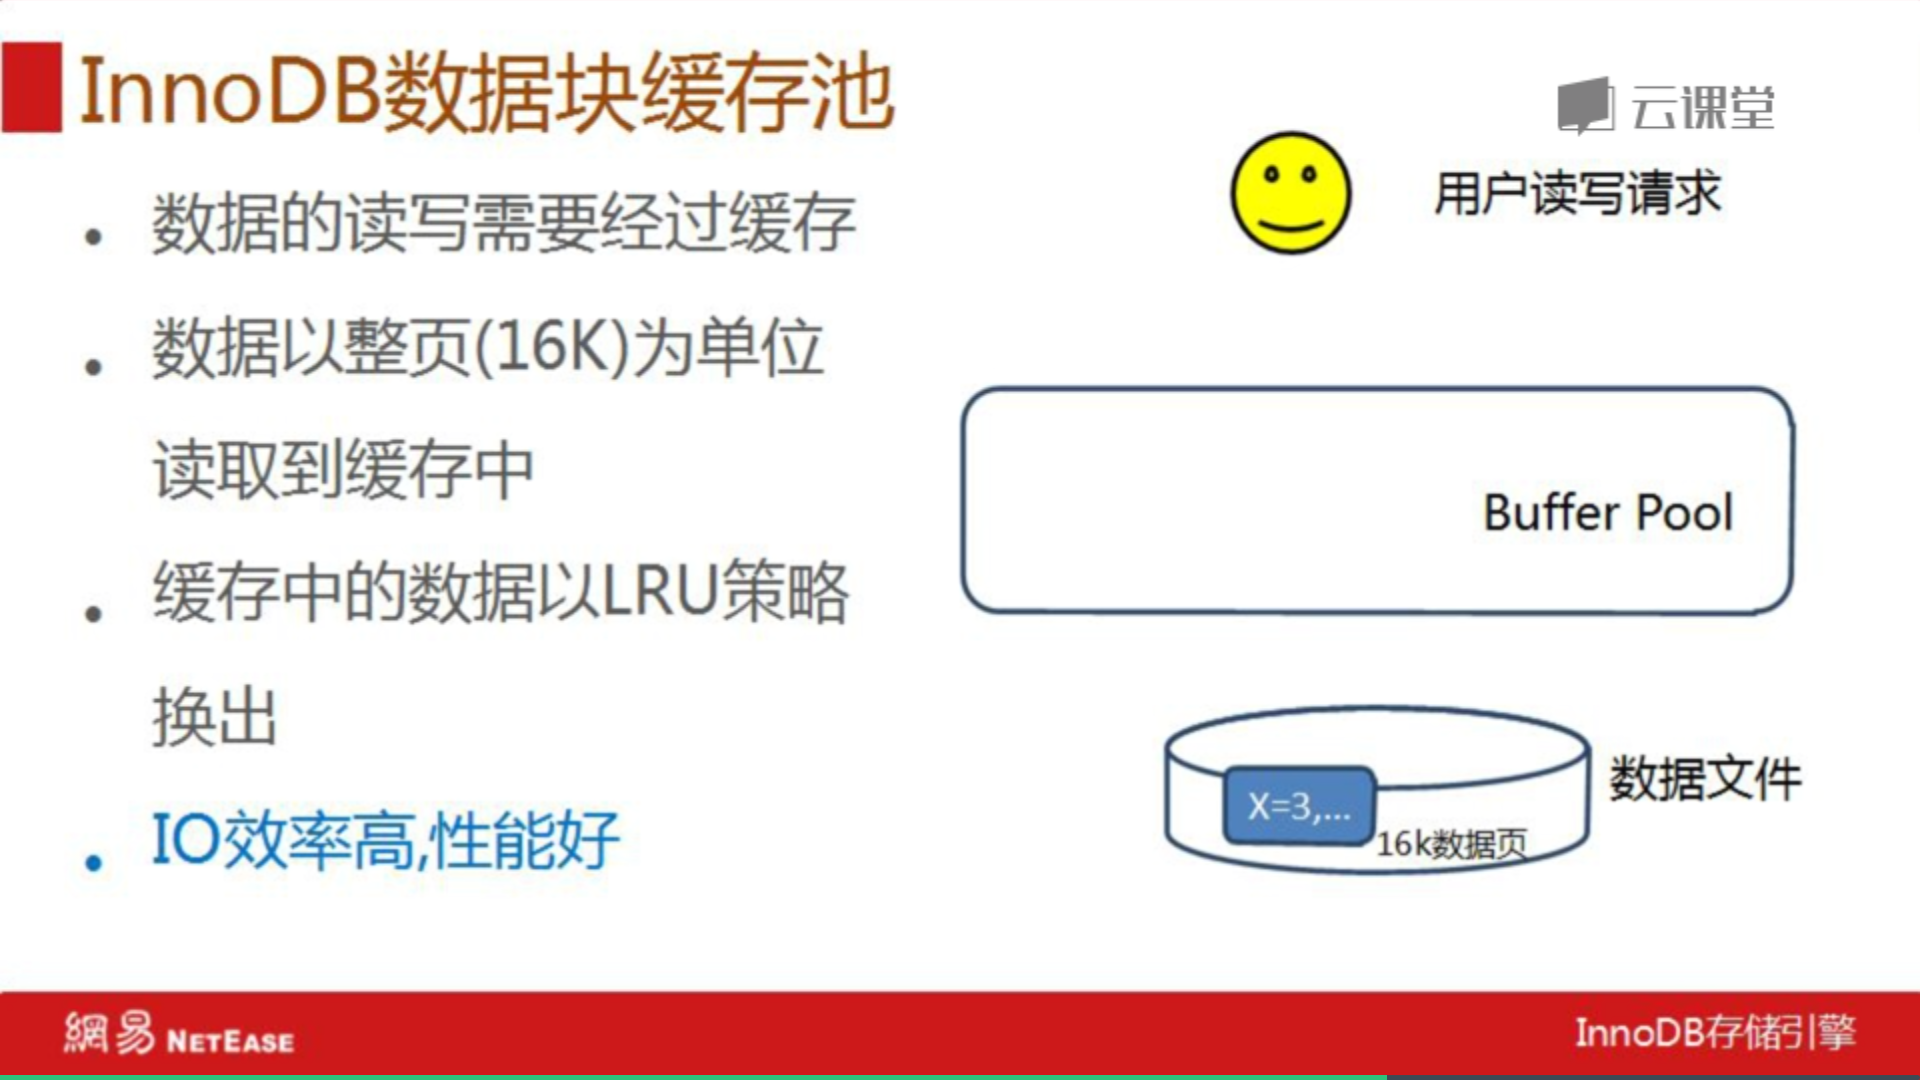 InnoDB数据块缓存池
云课堂
用户读写请求
• 数据的读写需要经过缓存
• 数据以整页(16K)为单位
读取到缓存中
• 缓存中的数据以LRU策略
换出
• IO效率高,性能好
Buffer Pool
X=3,...
16k数据页
数据文件
網易 NETEASE
InnoDB存储引擎